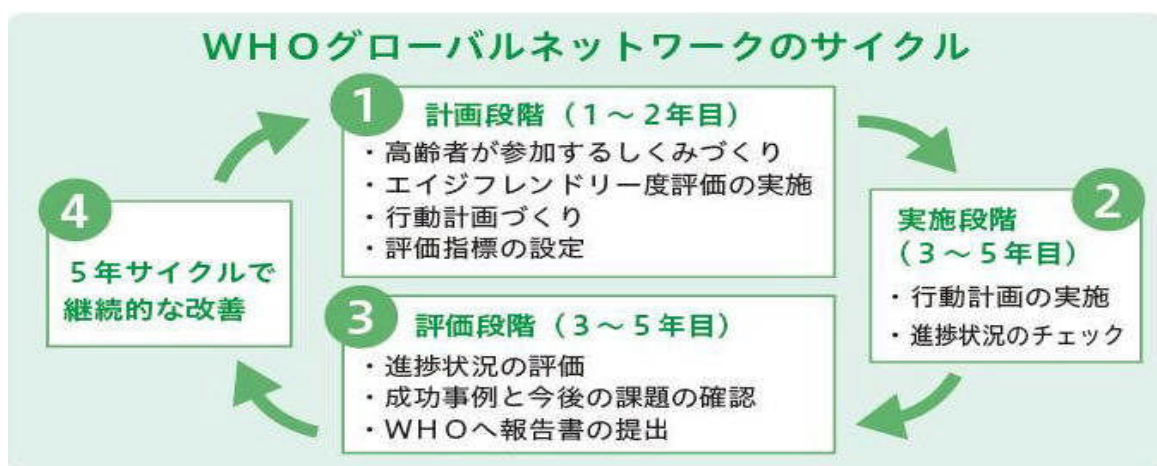 WHOグローバルネットワークのサイクル
1
計画段階（1～2年目）
・高齢者が参加するしくみづくり
・エイジフレンドリー度評価の実施
・行動計画づくり
・評価指標の設定
2
実施段階
（3～5年目）
・行動計画の実施
・進捗状況のチェック
3
評価段階（3～5年目）
・進捗状況の評価
・成功事例と今後の課題の確認
・WHOへ報告書の提出
4
5年サイクルで
継続的な改善